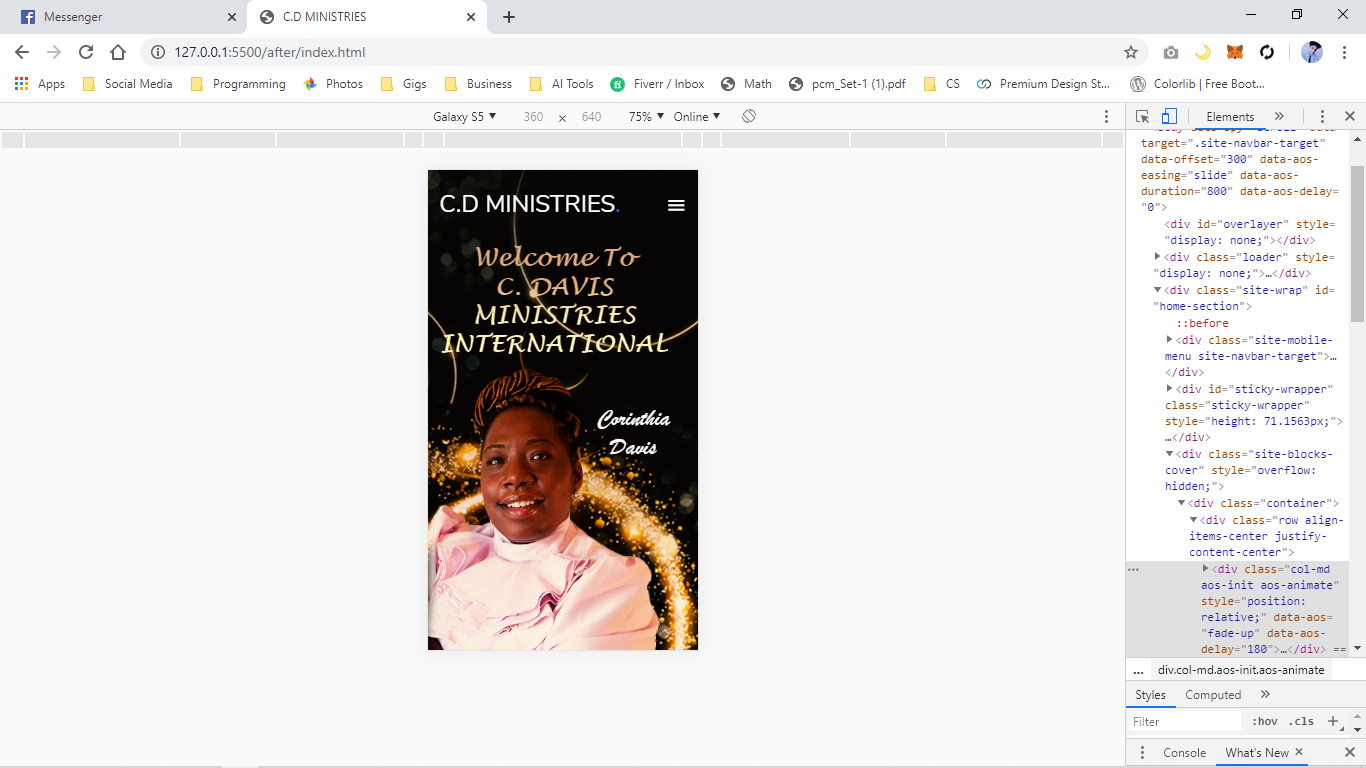 Messenger
C.D MINISTRIES
127.0.0.1:5500/after/index.html
Apps Social Media Programming Photos Gigs Business AI Tools Fiverr / Inbox Math pcm_Set-1 (1).pdf CS Premium Design St... Colorlib | Free Boot...
Galaxy S5 ▼ 360 × 640 75% ▼ Online ▼
Elements »
C.D MINISTRIES.
Welcome To
C. DAVIS
MINISTRIES
INTERNATIONAL
Corinthia
Davis
target=".site-navbar-target"
data-offset="300" data-aos-
easing="slide" data-aos-
duration="800" data-aos-delay=
"0">
<div id="overlayer" style=
"display: none;"></div>
<div class="loader" style=
"display: none;">…</div>
<div class="site-wrap" id=
"home-section">
::before
<div class="site-mobile-
menu site-navbar-target">…
</div>
<div id="sticky-wrapper"
class="sticky-wrapper"
style="height: 71.1563px;">
…</div>
<div class="site-blocks-
cover" style="overflow:
hidden;">
<div class="container">
<div class="row align-
items-center justify-
content-center">
<div class="col-md
aos-init aos-animate"
style="position:
relative;" data-aos=
"fade-up" data-aos-
delay="180">…</div> ==
... div.col-md.aos-init.aos-animate
Styles Computed »
Filter :hov .cls +
Console What's New ×